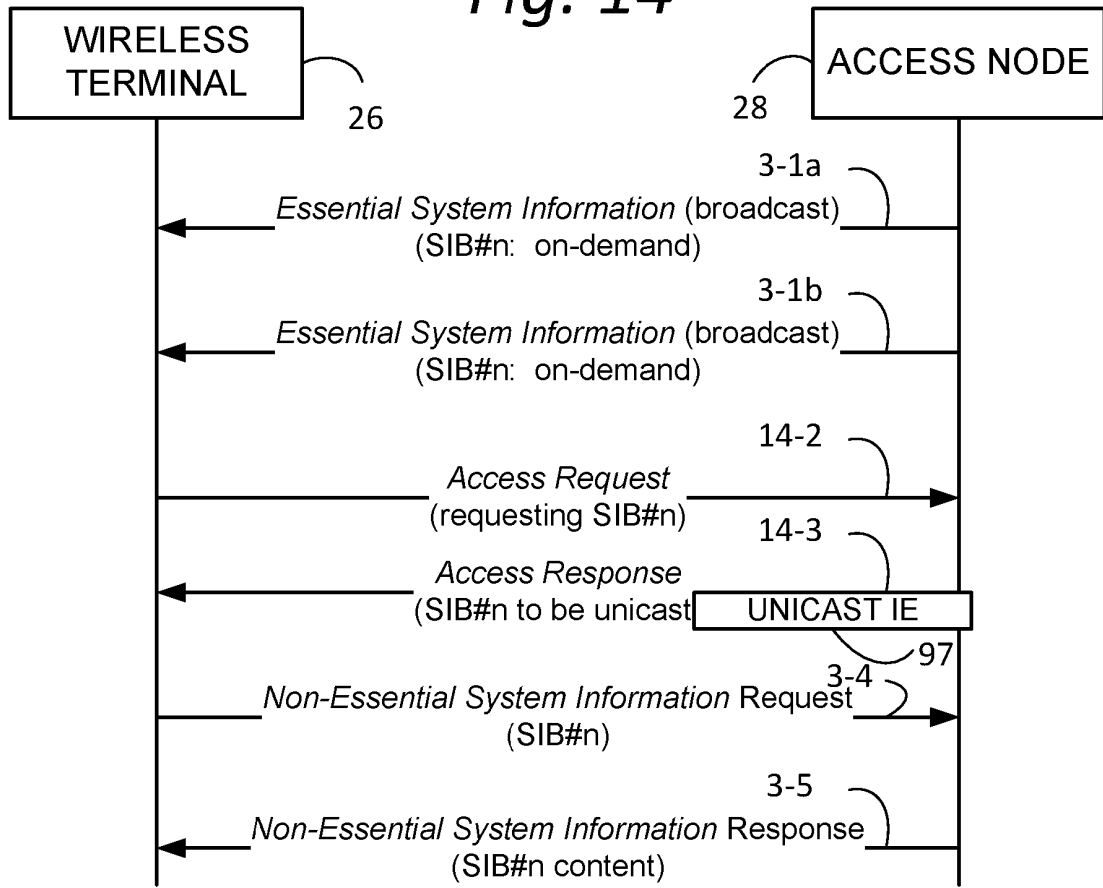 Fig. 14
WIRELESS
TERMINAL
26
ACCESS NODE
28
3-1a
Essential System Information (broadcast)
(SIB#n: on-demand)
3-1b
Essential System Information (broadcast)
(SIB#n: on-demand)
14-2
Access Request
(requesting SIB#n)
14-3
Access Response
(SIB#n to be unicast
UNICAST IE
97
3-4
Non-Essential System Information Request
(SIB#n)
3-5
Non-Essential System Information Response
(SIB#n content)